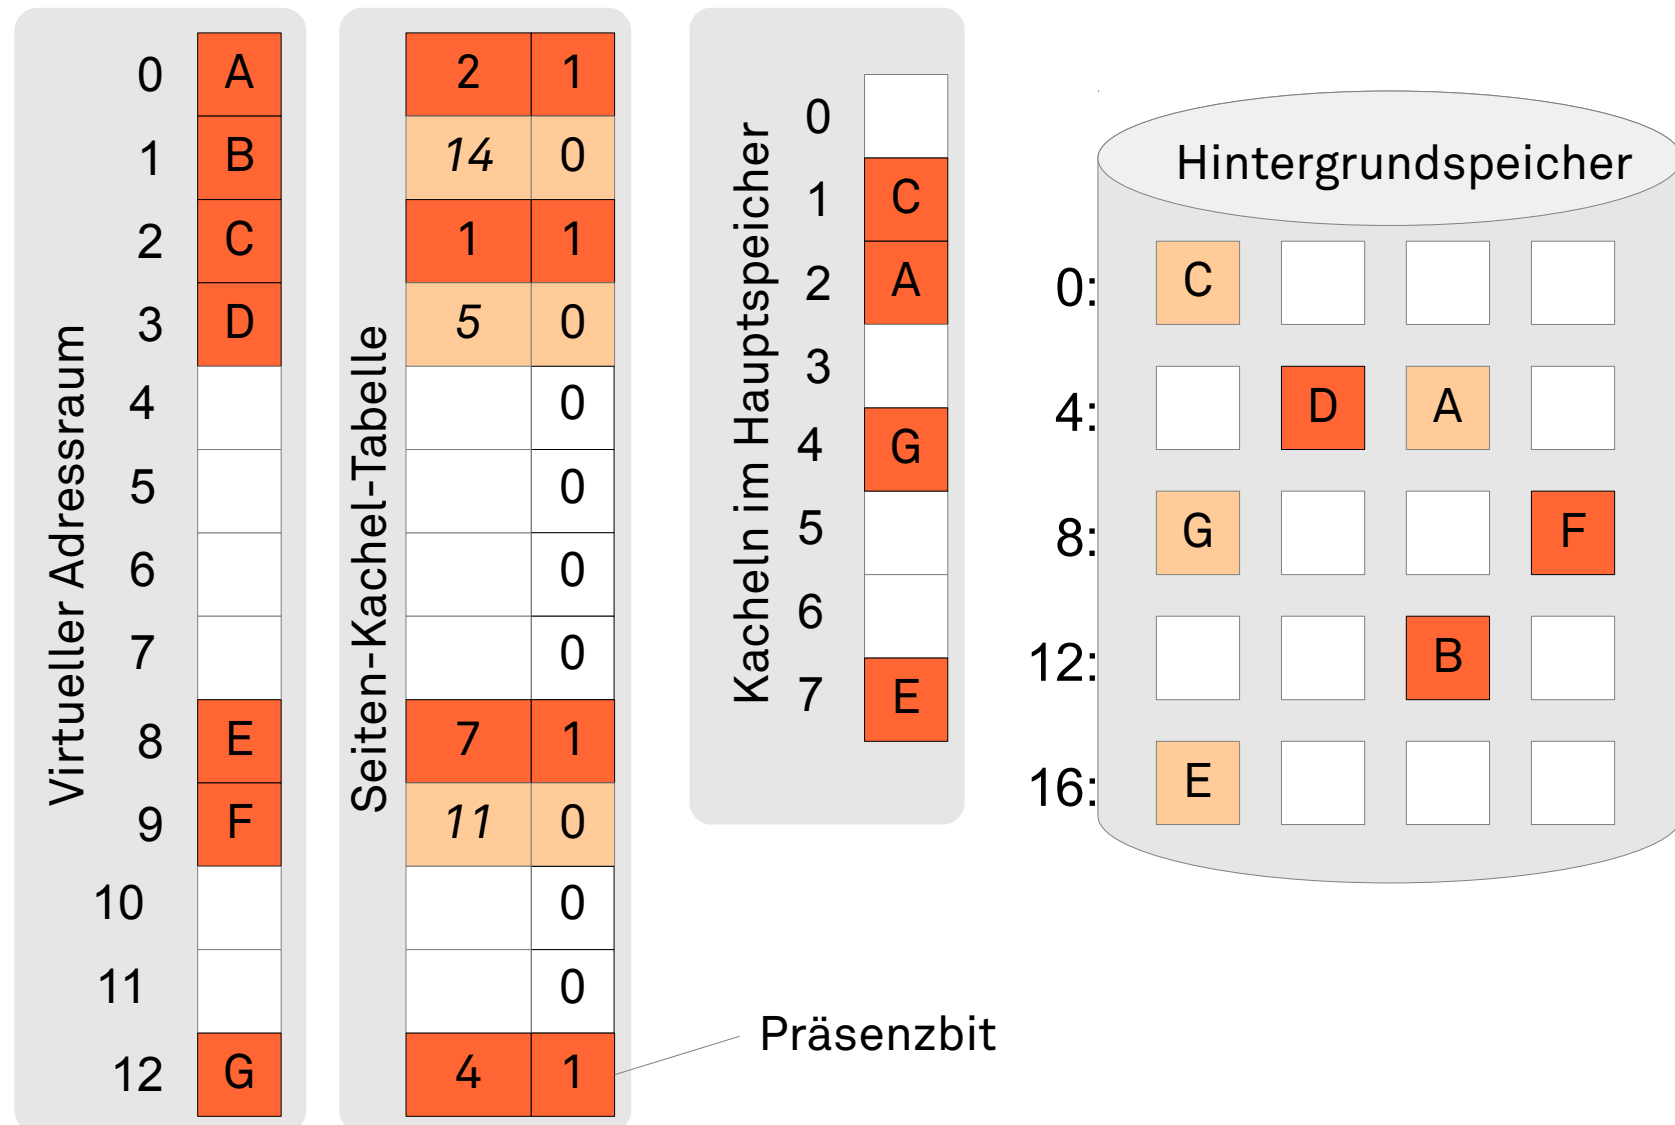 Virtueller Adressraum
0 A
1 B
2 C
3 D
4
5
6
7
8 E
9 F
10
11
12 G
Seiten-Kachel-Tabelle
2 1
14 0
1 1
5 0
0
0
0
0
7 1
11 0
0
0
4 1
Präsenzbit
Kacheln im Hauptspeicher
0
1 C
2 A
3
4 G
5
6
7 E
Hintergrundspeicher
0: C
4: D A
8: G F
12: B
16: E